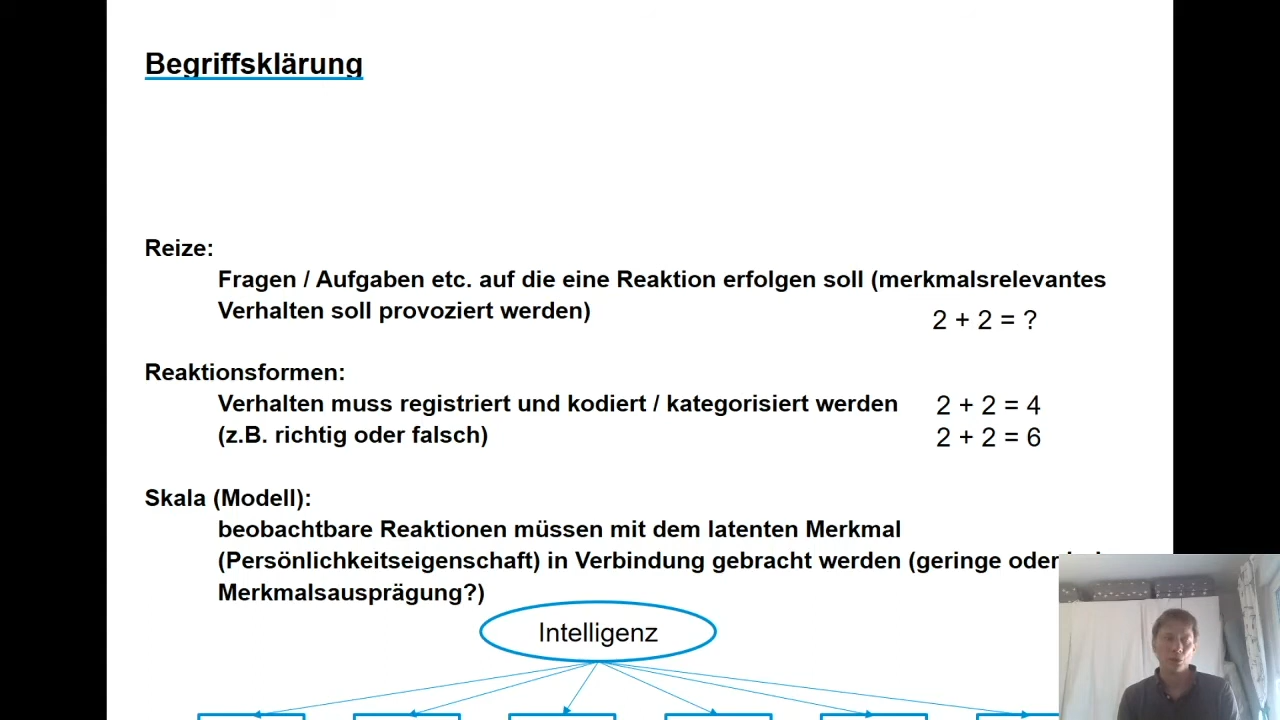 Begriffsklärung
Reize:
Fragen / Aufgaben etc. auf die eine Reaktion erfolgen soll (merkmalsrelevantes
Verhalten soll provoziert werden)
2 + 2 = ?
Reaktionsformen:
Verhalten muss registriert und kodiert / kategorisiert werden
(z.B. richtig oder falsch)
2 + 2 = 4
2 + 2 = 6
Skala (Modell):
beobachtbare Reaktionen müssen mit dem latenten Merkmal
(Persönlichkeitseigenschaft) in Verbindung gebracht werden (geringe oder
Merkmalsausprägung?)
Intelligenz